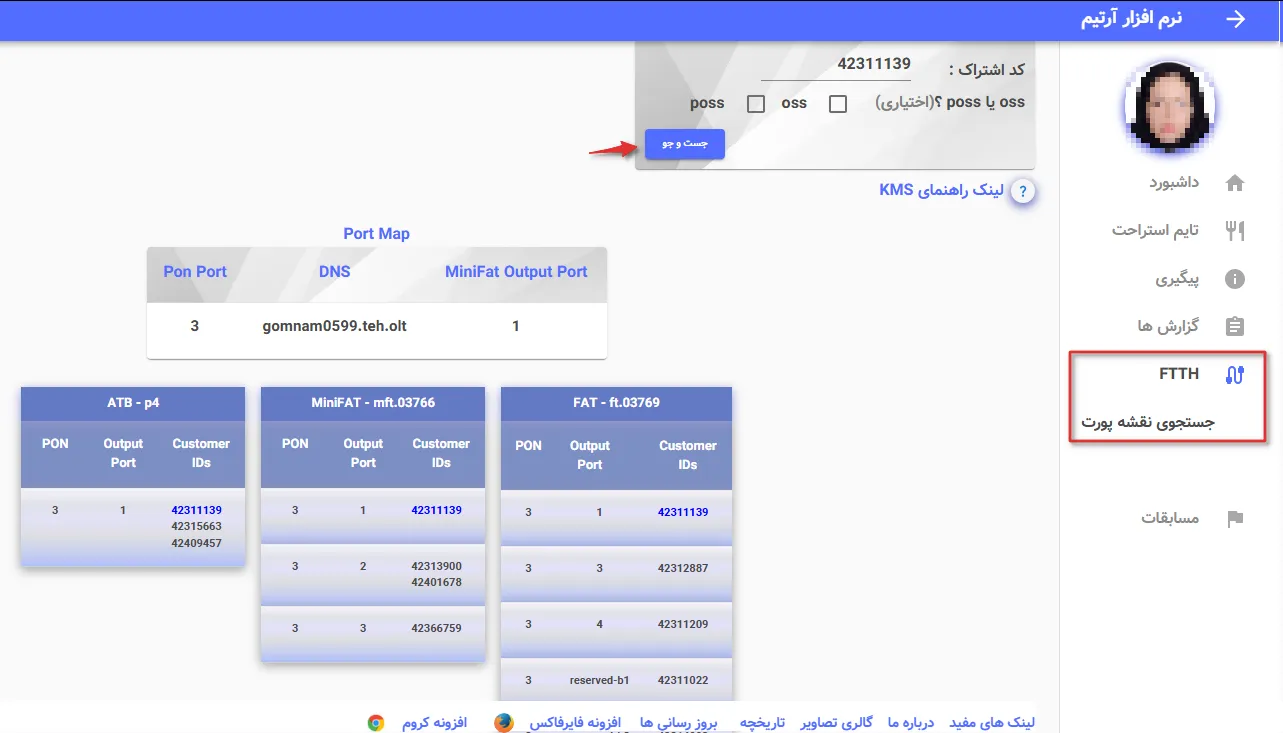 نرم افزار آرتیم
داشبورد
تایم استراحت
پیگیری
گزارش ها
FTTH
جستجوی نقشه پورت
مسابقات
کد اشتراک : 42311139
oss یا poss ؟(اختیاری) oss poss
جست و جو
لینک راهنمای KMS
?
Port Map
Pon Port DNS MiniFat Output Port
3 gomnam0599.teh.olt 1
ATB - p4
PON Output Port Customer IDs
3 1 42311139
42315663
42409457
MiniFAT - mft.03766
PON Output Port Customer IDs
3 1 42311139
3 2 42313900
42401678
3 3 42366759
FAT - ft.03769
PON Output Port Customer IDs
3 1 42311139
3 3 42312887
3 4 42311209
3 reserved-b1 42311022
لینک های مفید درباره ما گالری تصاویر تاریخچه بروز رسانی ها افزونه فایرفاکس افزونه کروم